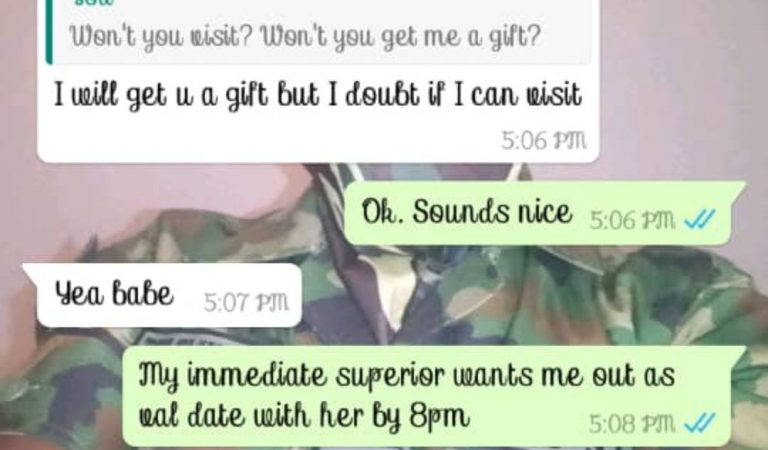 You
Won't you visit? Won't you get me a gift?
I will get u a gift but I doubt if I can visit
5:06 PM
Ok. Sounds nice 5:06 PM
Yea babe 5:07 PM
My immediate superior wants me out as
val date with her by 8pm 5:08 PM